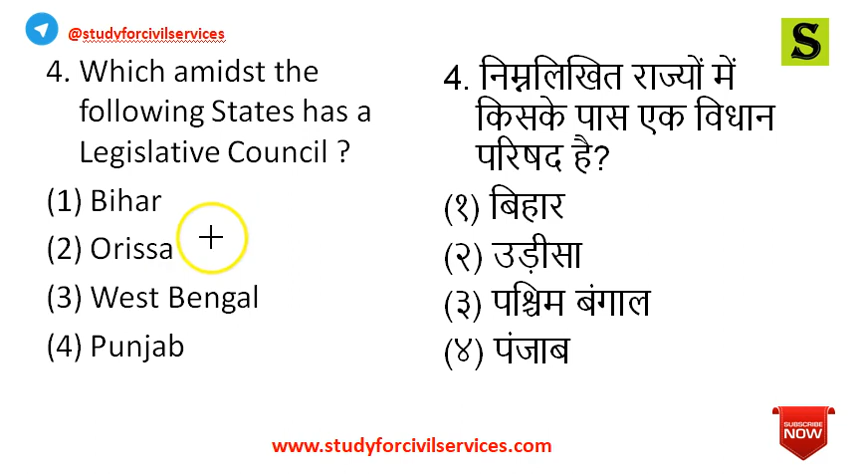 @studyforcivilservices
S
4. Which amidst the
following States has a
Legislative Council ?
(1) Bihar
(2) Orissa
(3) West Bengal
(4) Punjab
4. निम्नलिखित राज्यों में
किसके पास एक विधान
परिषद है?
(१) बिहार
(२) उड़ीसा
(३) पश्चिम बंगाल
(४) पंजाब
SUBSCRIBE
NOW
www.studyforcivilservices.com